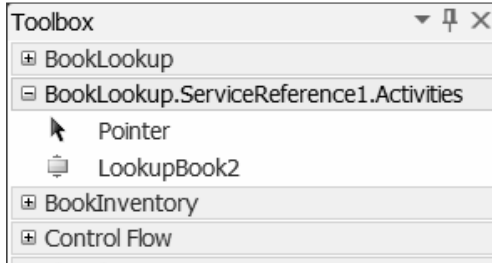 Toolbox
BookLookup
BookLookup.ServiceReference1.Activities
Pointer
LookupBook2
BookInventory
Control Flow